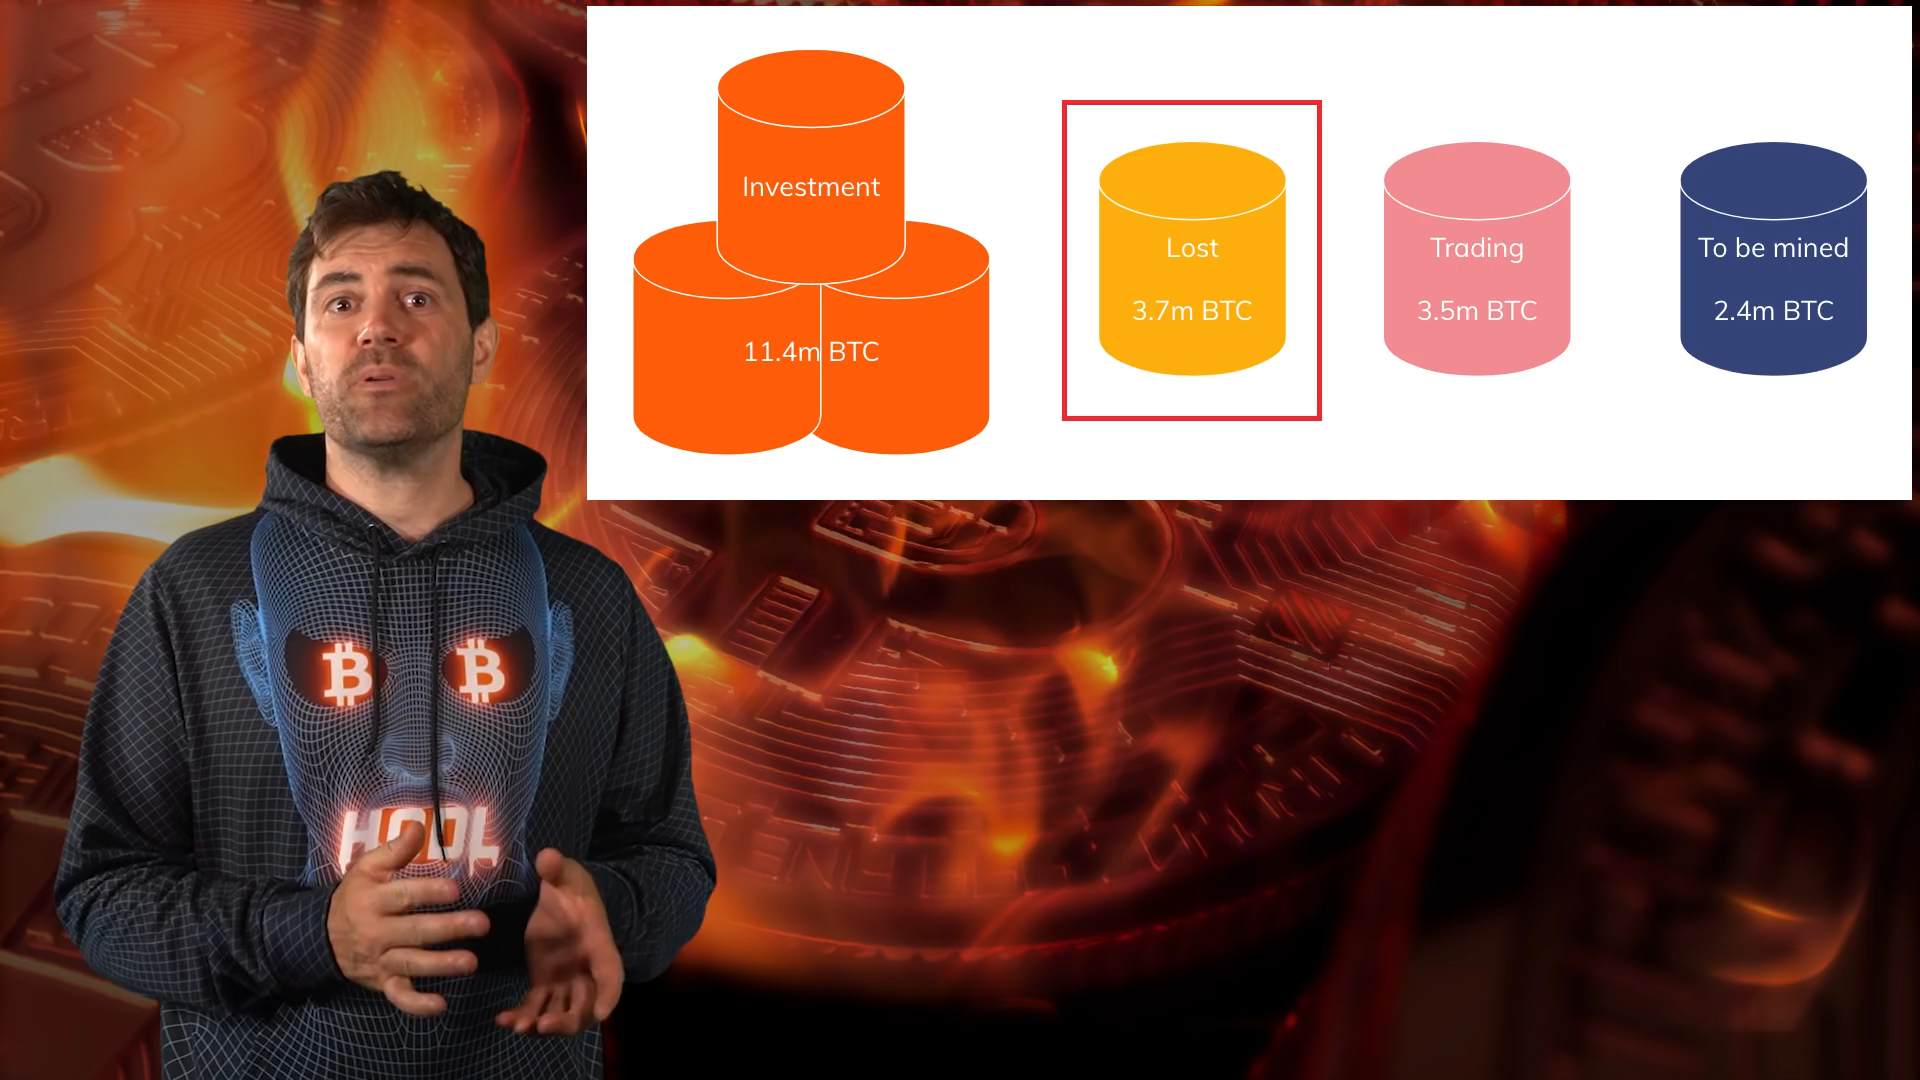 Investment
11.4m BTC
Lost
3.7m BTC
Trading
3.5m BTC
To be mined
2.4m BTC
HODL